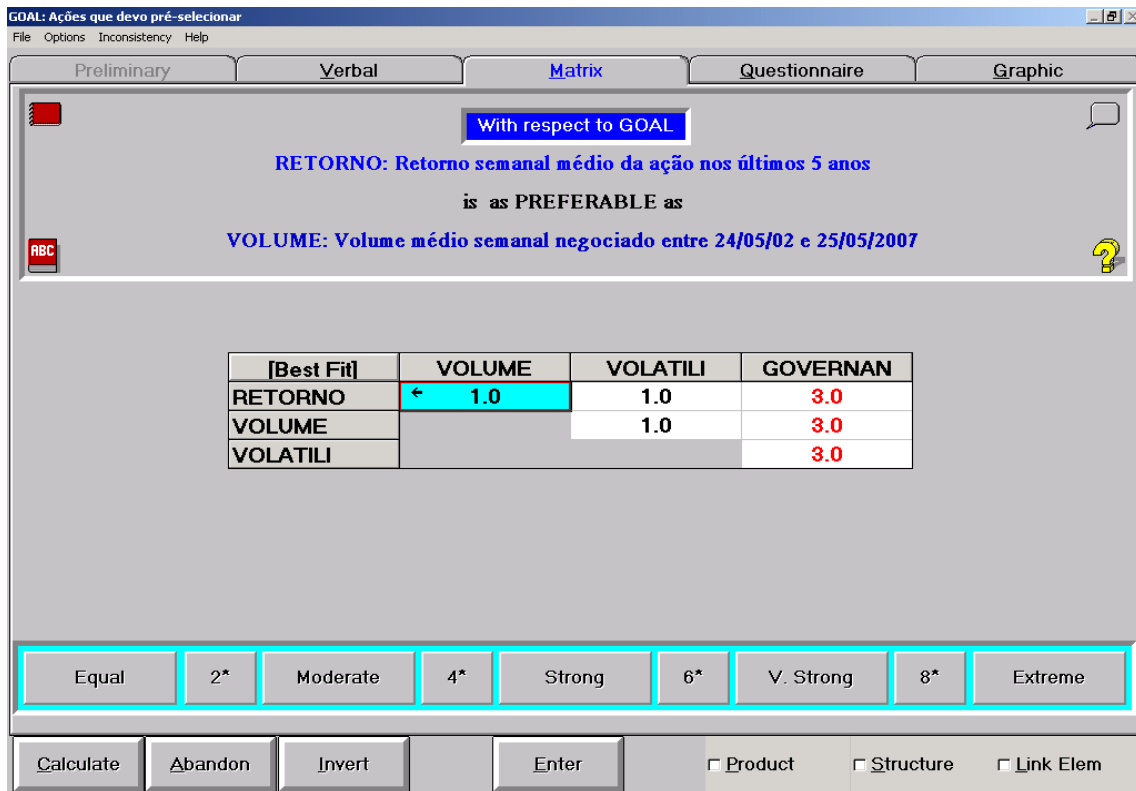 GOAL: Ações que devo pré-selecionar
File Options Inconsistency Help
Preliminary Verbal Matrix Questionnaire Graphic
With respect to GOAL
RETORNO: Retorno semanal médio da ação nos últimos 5 anos
is as PREFERABLE as
VOLUME: Volume médio semanal negociado entre 24/05/02 e 25/05/2007
ABC
[Best Fit] VOLUME VOLATILI GOVERNAN
RETORNO 1.0 1.0 3.0
VOLUME 1.0 3.0
VOLATILI 3.0
Equal 2* Moderate 4* Strong 6* V. Strong 8* Extreme
Calculate Abandon Invert Enter Product Structure Link Elem